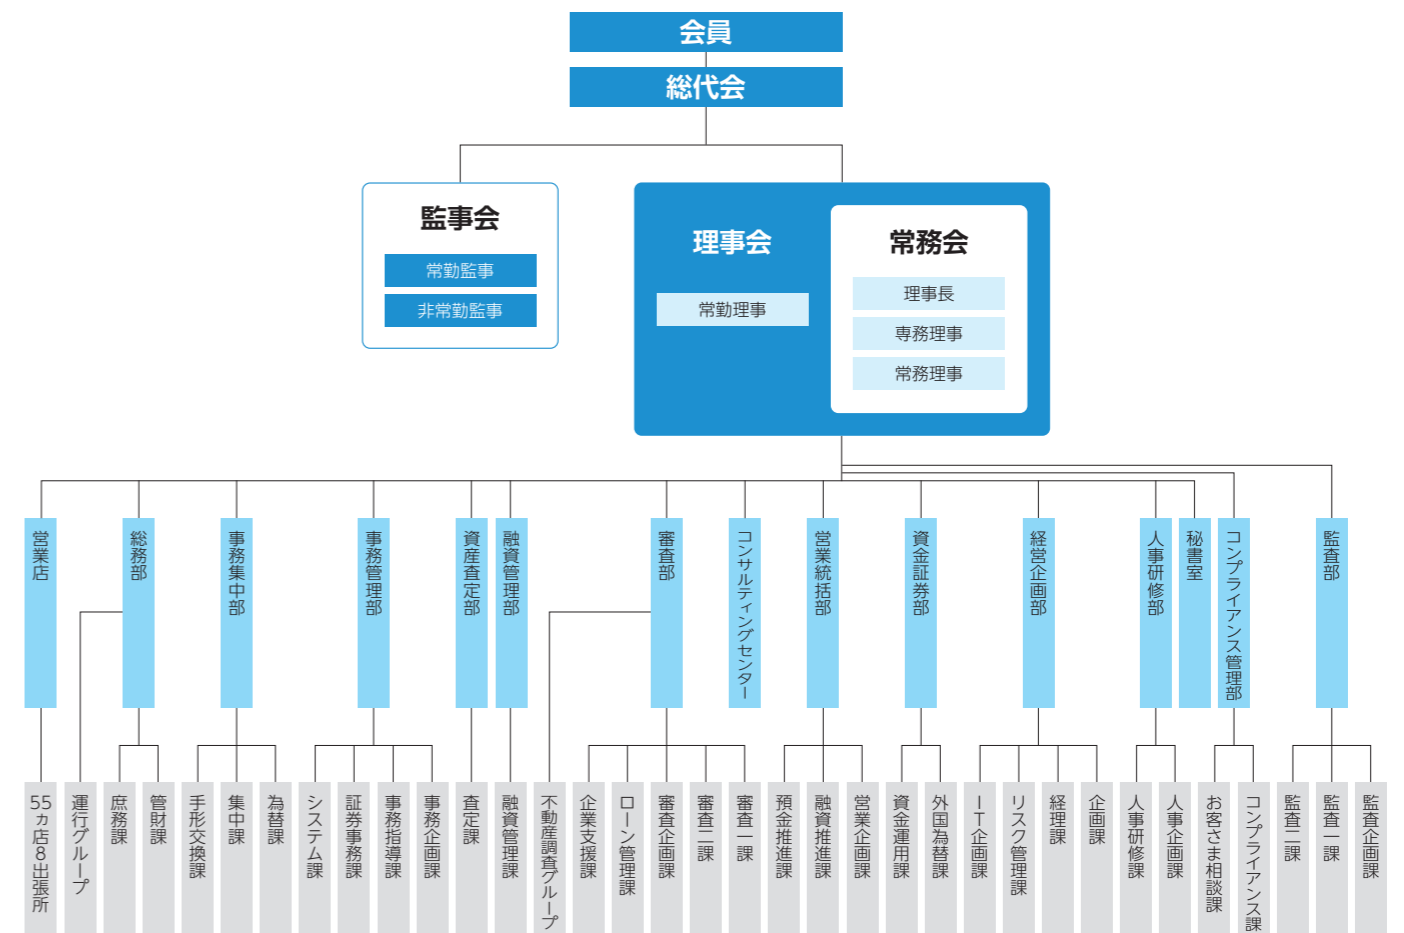 会員
総代会
監事会
常勤監事
非常勤監事
理事会
常勤理事
常務会
理事長
専務理事
常務理事
営業店
総務部
事務集中部
事務管理部
資産査定部
融資管理部
審査部
コンサルティングセンター
営業統括部
資金証券部
経営企画部
人事研修部
秘書室
コンプライアンス管理部
監査部
55ヵ店8出張所
運行グループ
庶務課
管財課
手形交換課
集中課
為替課
システム課
証券事務課
事務指導課
事務企画課
査定課
融資管理課
不動産調査グループ
企業支援課
ローン管理課
審査企画課
審査二課
審査一課
預金推進課
融資推進課
営業企画課
資金運用課
外国為替課
IT企画課
リスク管理課
経理課
企画課
人事研修課
人事企画課
お客さま相談課
コンプライアンス課
監査二課
監査一課
監査企画課